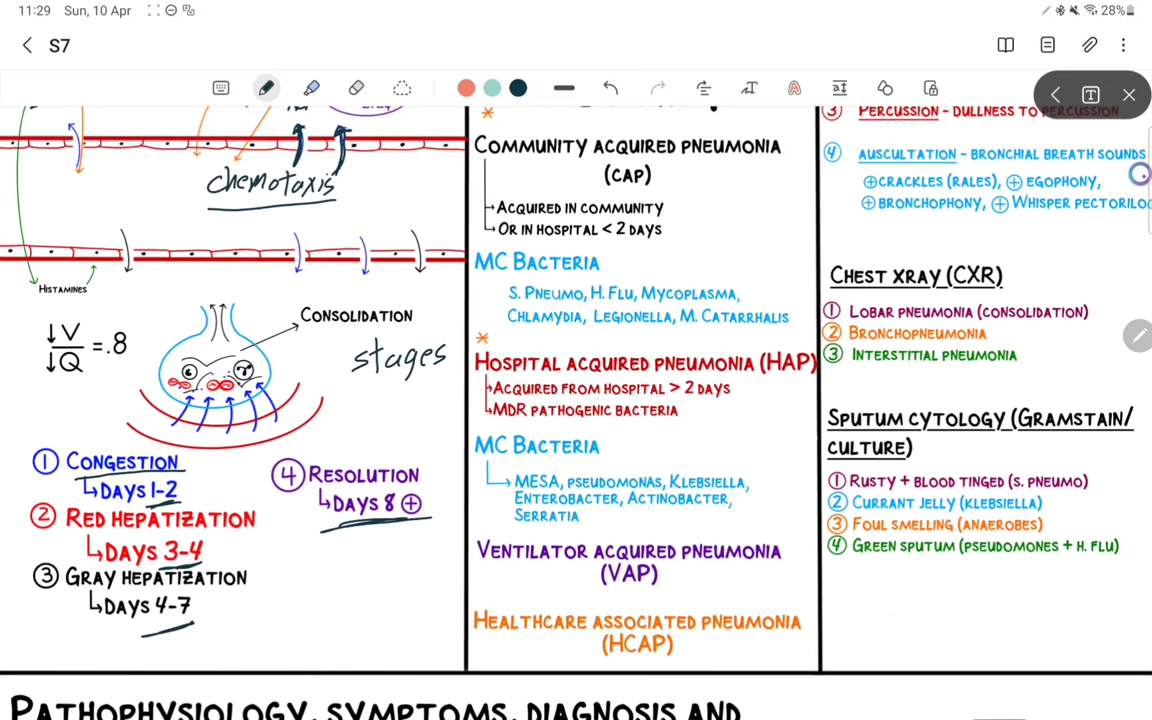 11:29 Sun, 10 Apr
28%
S7
chemotaxis
HISTAMINES
↓V
↓Q =.8
CONSOLIDATION
stages
① CONGESTION
DAYS 1-2
② RED HEPATIZATION
DAYS 3-4
③ GRAY HEPATIZATION
DAYS 4-7
④ RESOLUTION
DAYS 8 ⊕
*
COMMUNITY ACQUIRED PNEUMONIA
(CAP)
ACQUIRED IN COMMUNITY
OR IN HOSPITAL < 2 DAYS
MC BACTERIA
S. PNEUMO, H. FLU, MYCOPLASMA,
CHLAMYDIA, LEGIONELLA, M. CATARRHALIS
*
HOSPITAL ACQUIRED PNEUMONIA (HAP)
ACQUIRED FROM HOSPITAL > 2 DAYS
MDR PATHOGENIC BACTERIA
MC BACTERIA
MESA, PSEUDOMONAS, KLEBSIELLA,
ENTEROBACTER, ACTINOBACTER,
SERRATIA
VENTILATOR ACQUIRED PNEUMONIA
(VAP)
HEALTHCARE ASSOCIATED PNEUMONIA
(HCAP)
③ PERCUSSION - DULLNESS TO PERCUSSION
④ AUSCULTATION - BRONCHIAL BREATH SOUNDS
⊕ CRACKLES (RALES), ⊕ EGOPHONY,
⊕ BRONCHOPHONY, ⊕ WHISPER PECTORILO
CHEST XRAY (CXR)
① LOBAR PNEUMONIA (CONSOLIDATION)
② BRONCHOPNEUMONIA
③ INTERSTITIAL PNEUMONIA
SPUTUM CYTOLOGY (GRAMSTAIN/
CULTURE)
① RUSTY + BLOOD TINGED (S. PNEUMO)
② CURRANT JELLY (KLEBSIELLA)
③ FOUL SMELLING (ANAEROBES)
④ GREEN SPUTUM (PSEUDOMONES + H. FLU)
PATHOPHYSIOLOGY, SYMPTOMS, DIAGNOSIS AND